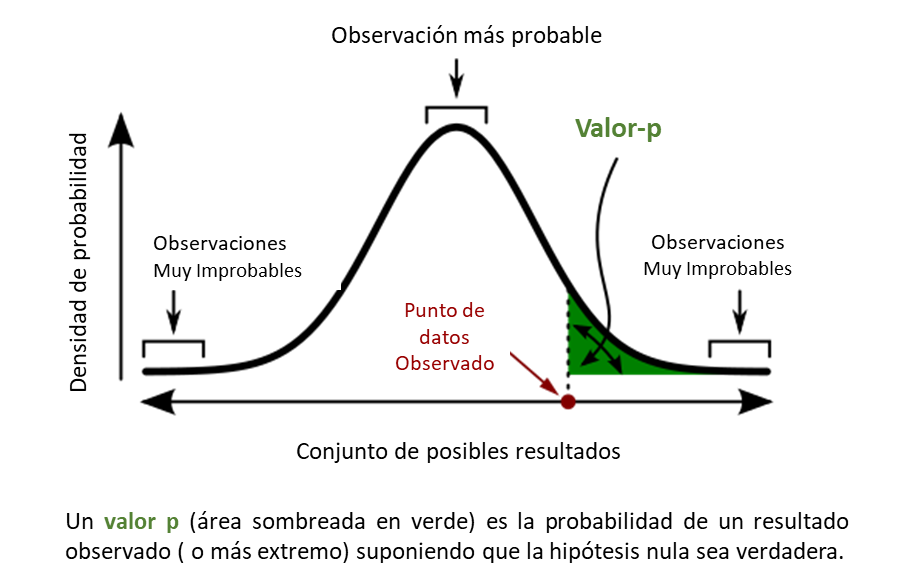 Observación más probable
Valor-p
Densidad de probabilidad
Observaciones
Muy Improbables
Observaciones
Muy Improbables
Punto de
datos
Observado
Conjunto de posibles resultados
Un valor p (área sombreada en verde) es la probabilidad de un resultado
observado ( o más extremo) suponiendo que la hipótesis nula sea verdadera.